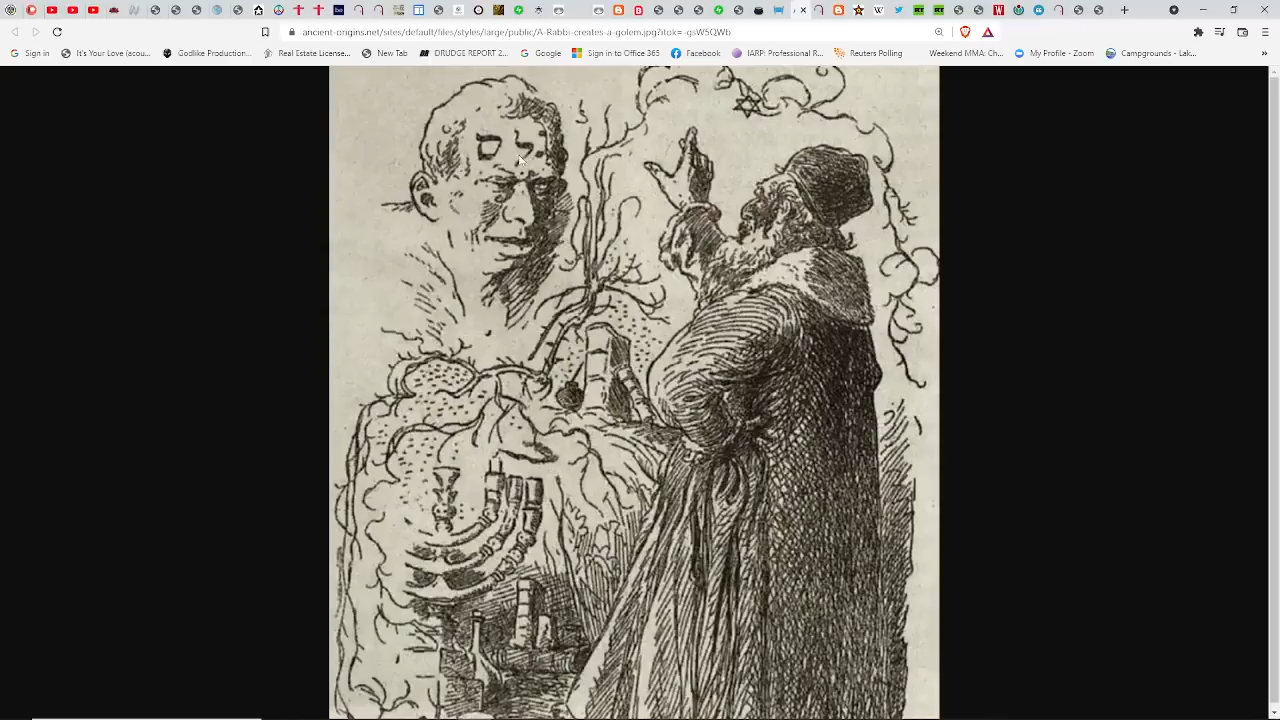 ancient-origins.net/sites/default/files/styles/large/public/A-Rabbi-creates-a-golem.jpg?itok=-gsW5QWb
Sign in
It's Your Love (acou...
Godlike Production...
Real Estate License...
New Tab
DRUDGE REPORT 2...
Google
Sign in to Office 365
Facebook
IARP: Professional R...
Reuters Polling
Weekend MMA: Ch...
My Profile - Zoom
Campgrounds - Lak...